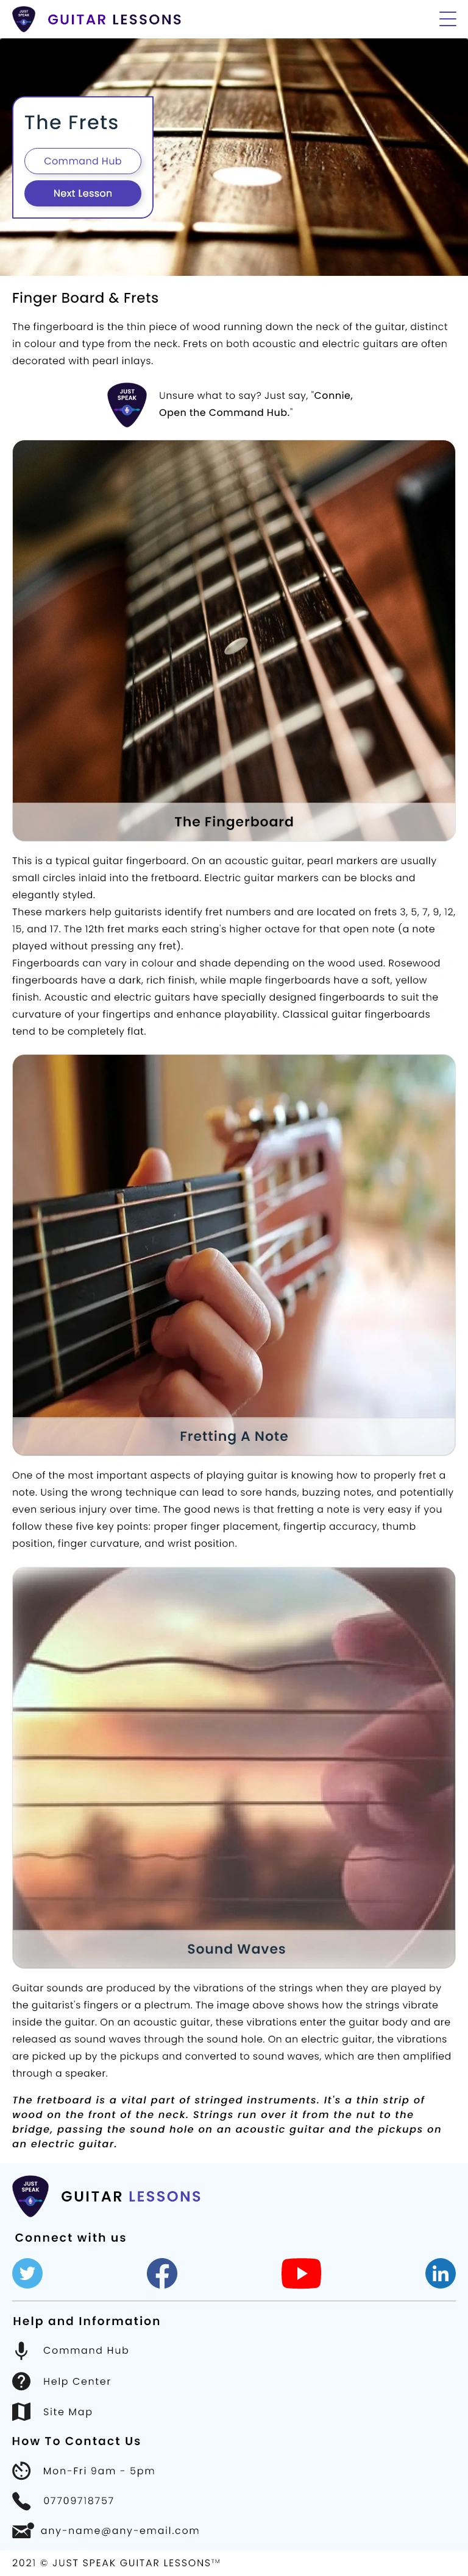 JUST
SPEAK
GUITAR LESSONS
The Frets
Command Hub
Next Lesson
Finger Board & Frets
The fingerboard is the thin piece of wood running down the neck of the guitar, distinct
in colour and type from the neck. Frets on both acoustic and electric guitars are often
decorated with pearl inlays.
JUST
SPEAK
Unsure what to say? Just say, "Connie,
Open the Command Hub."
The Fingerboard
This is a typical guitar fingerboard. On an acoustic guitar, pearl markers are usually
small circles inlaid into the fretboard. Electric guitar markers can be blocks and
elegantly styled.
These markers help guitarists identify fret numbers and are located on frets 3, 5, 7, 9, 12,
15, and 17. The 12th fret marks each string's higher octave for that open note (a note
played without pressing any fret).
Fingerboards can vary in colour and shade depending on the wood used. Rosewood
fingerboards have a dark, rich finish, while maple fingerboards have a soft, yellow
finish. Acoustic and electric guitars have specially designed fingerboards to suit the
curvature of your fingertips and enhance playability. Classical guitar fingerboards
tend to be completely flat.
Fretting A Note
One of the most important aspects of playing guitar is knowing how to properly fret a
note. Using the wrong technique can lead to sore hands, buzzing notes, and potentially
even serious injury over time. The good news is that fretting a note is very easy if you
follow these five key points: proper finger placement, fingertip accuracy, thumb
position, finger curvature, and wrist position.
Sound Waves
Guitar sounds are produced by the vibrations of the strings when they are played by
the guitarist's fingers or a plectrum. The image above shows how the strings vibrate
inside the guitar. On an acoustic guitar, these vibrations enter the guitar body and are
released as sound waves through the sound hole. On an electric guitar, the vibrations
are picked up by the pickups and converted to sound waves, which are then amplified
through a speaker.
The fretboard is a vital part of stringed instruments. It's a thin strip of
wood on the front of the neck. Strings run over it from the nut to the
bridge, passing the sound hole on an acoustic guitar and the pickups on
an electric guitar.
JUST
SPEAK
GUITAR LESSONS
Connect with us
in
Help and Information
Command Hub
Help Center
Site Map
How To Contact Us
Mon-Fri 9am - 5pm
07709718757
any-name@any-email.com
2021 © JUST SPEAK GUITAR LESSONS™